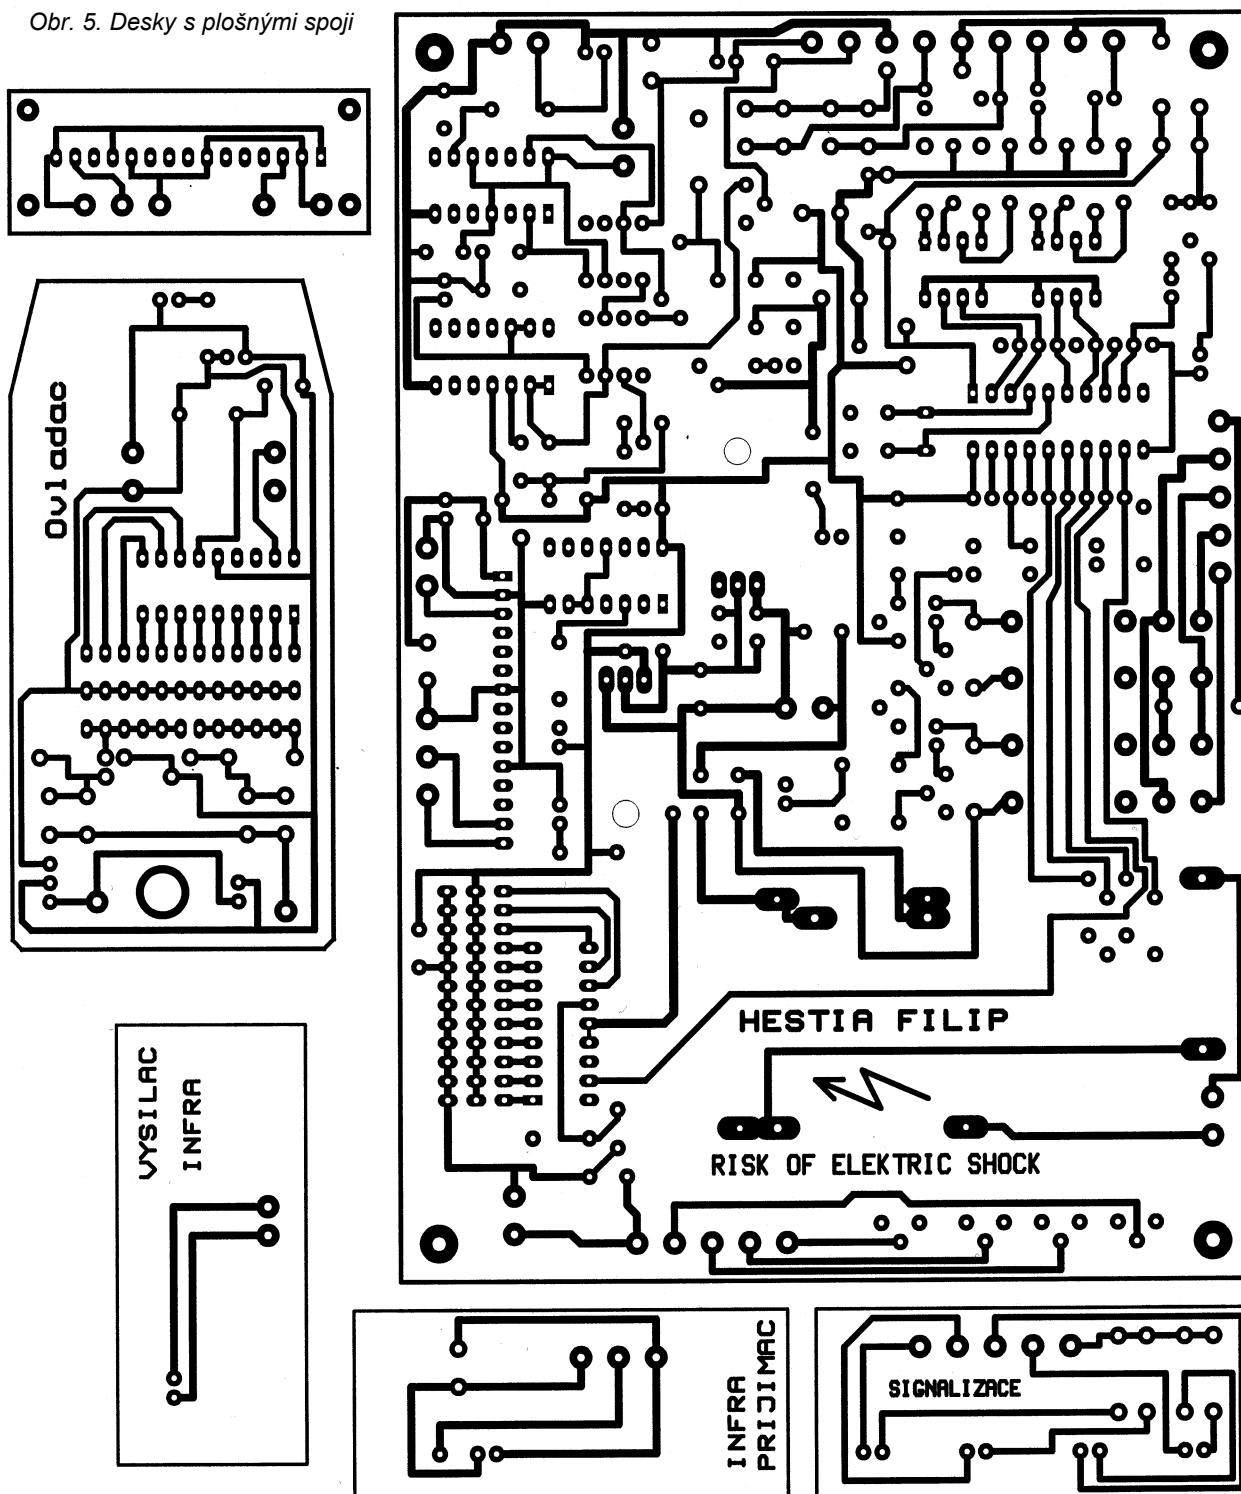 Obr. 5. Desky s plošnými spoji
Ovladac
HESTIA FILIP
RISK OF ELEKTRIC SHOCK
VYSILAC
INFRA
INFRA
PRIJIMAC
SIGNALIZACE